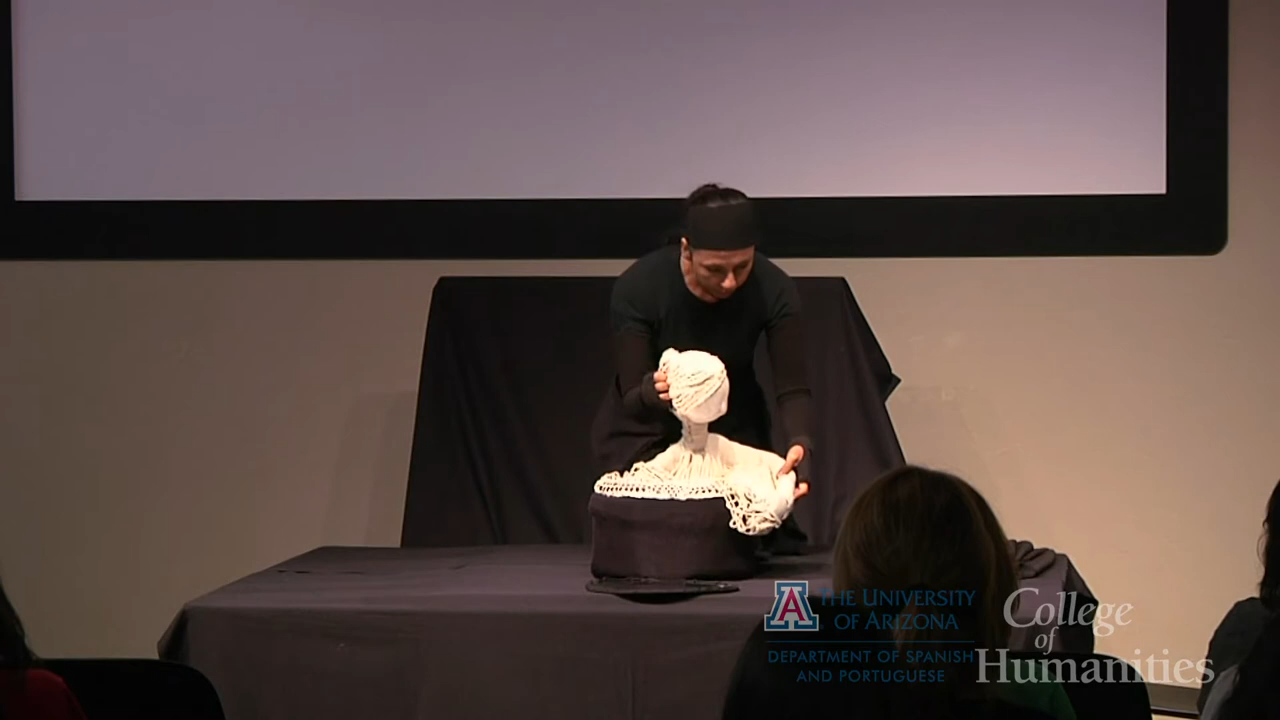 A
THE UNIVERSITY
OF ARIZONA
DEPARTMENT OF SPANISH
AND PORTUGUESE
College
of
Humanities